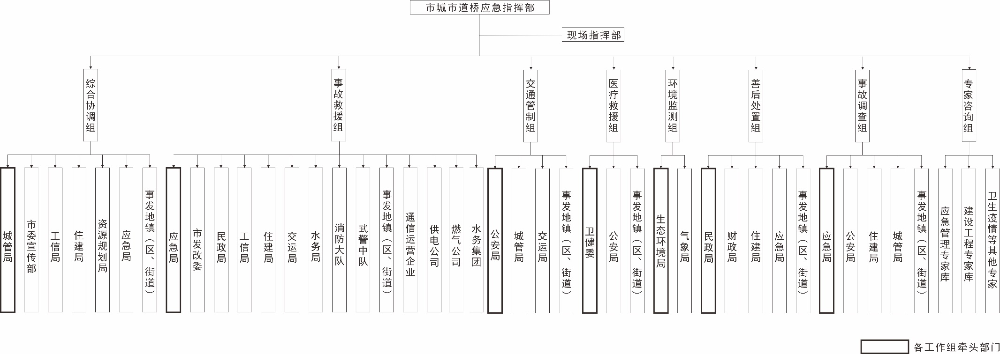 市城市道桥应急指挥部
现场指挥部
综合协调组
事故救援组
交通管制组
医疗救援组
环境监测组
善后处置组
事故调查组
专家咨询组
城管局
市委宣传部
工信局
住建局
资源规划局
应急局
事发地镇（区、街道）
应急局
市发改委
民政局
工信局
住建局
交运局
水务局
消防大队
武警中队
事发地镇（区、街道）
通信运营企业
供电公司
燃气公司
水务集团
公安局
城管局
交运局
事发地镇（区、街道）
卫健委
公安局
事发地镇（区、街道）
生态环境局
气象局
民政局
财政局
住建局
应急局
事发地镇（区、街道）
应急局
公安局
住建局
城管局
事发地镇（区、街道）
应急管理专家库
建设工程专家库
卫生疫情等其他专家
各工作组牵头部门